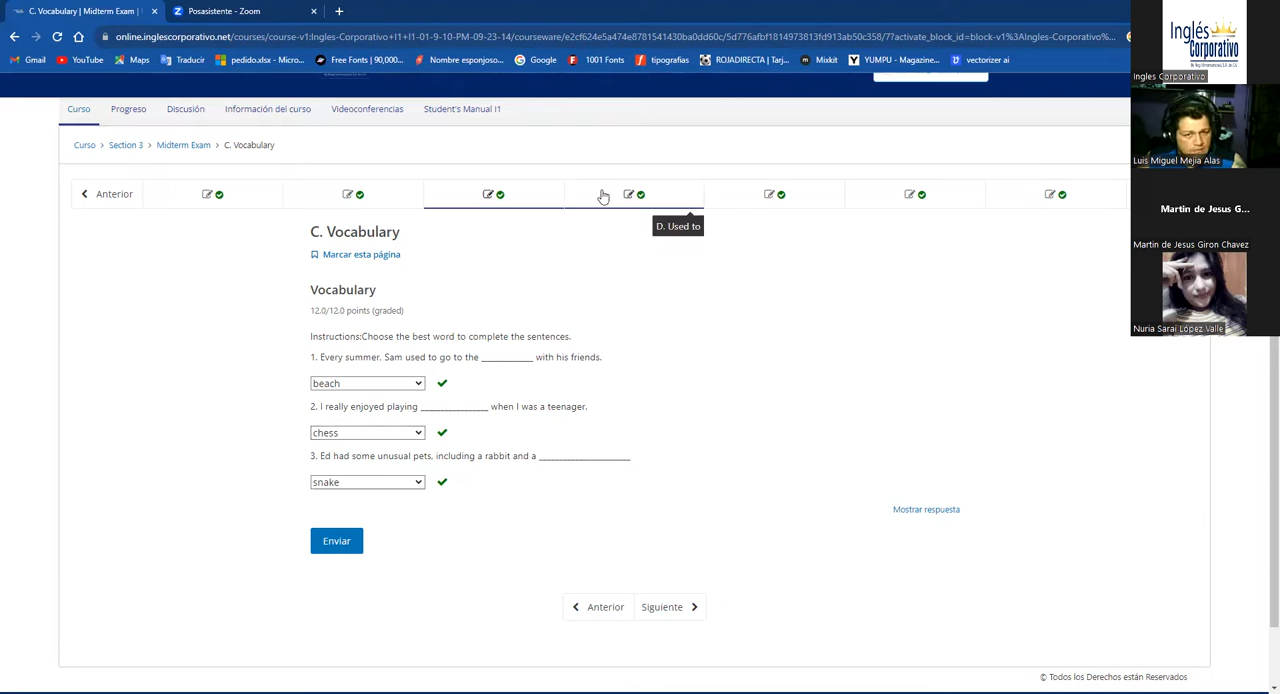 C. Vocabulary | Midterm Exam |
Posasistente - Zoom
online.inglescorporativo.net/courses/course-v1:Ingles-Corporativo+I1+I1-01-9-10-PM-09-23-14/courseware/e2cf624e5a474e8781541430ba0dd60c/5d776afbf1814973813fd913ab50c358/7?activate_block_id=block-v1%3AIngles-Corporativo%...
Gmail
YouTube
Maps
Traducir
pedido.xlsx - Micro...
Free Fonts | 90,000...
Nombre esponjoso...
Google
1001 Fonts
tipografias
ROJADIRECTA | Tarj...
Mixkit
YUMPU - Magazine...
vectorizer ai
Curso
Progreso
Discusión
Información del curso
Videoconferencias
Student's Manual I1
Curso > Section 3 > Midterm Exam > C. Vocabulary
Anterior
D. Used to
C. Vocabulary
Marcar esta página
Vocabulary
12.0/12.0 points (graded)
Instructions:Choose the best word to complete the sentences.
1. Every summer. Sam used to go to the ____________ with his friends.
beach
2. I really enjoyed playing ________________ when I was a teenager.
chess
3. Ed had some unusual pets, including a rabbit and a _____________________
snake
Mostrar respuesta
Enviar
Anterior
Siguiente
© Todos los Derechos están Reservados
Inglés
Corporativo
Ingles Corporativo
Luis Miguel Mejia Alas
Martin de Jesus G...
Martin de Jesus Giron Chavez
Nuria Sarai López Valle